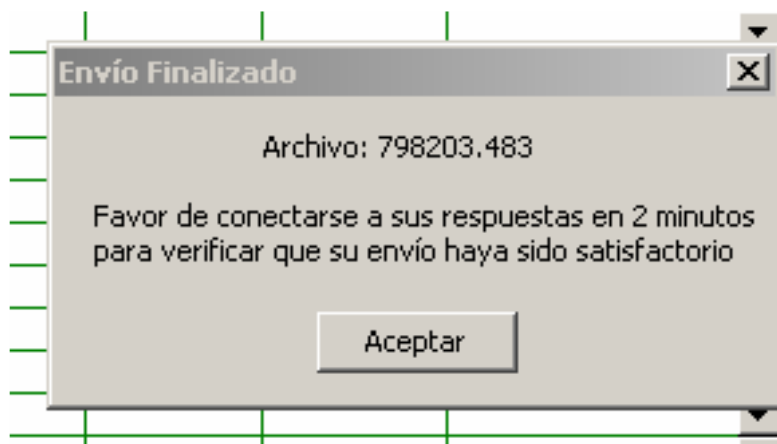 Envío Finalizado
Archivo: 798203.483
Favor de conectarse a sus respuestas en 2 minutos
para verificar que su envío haya sido satisfactorio
Aceptar